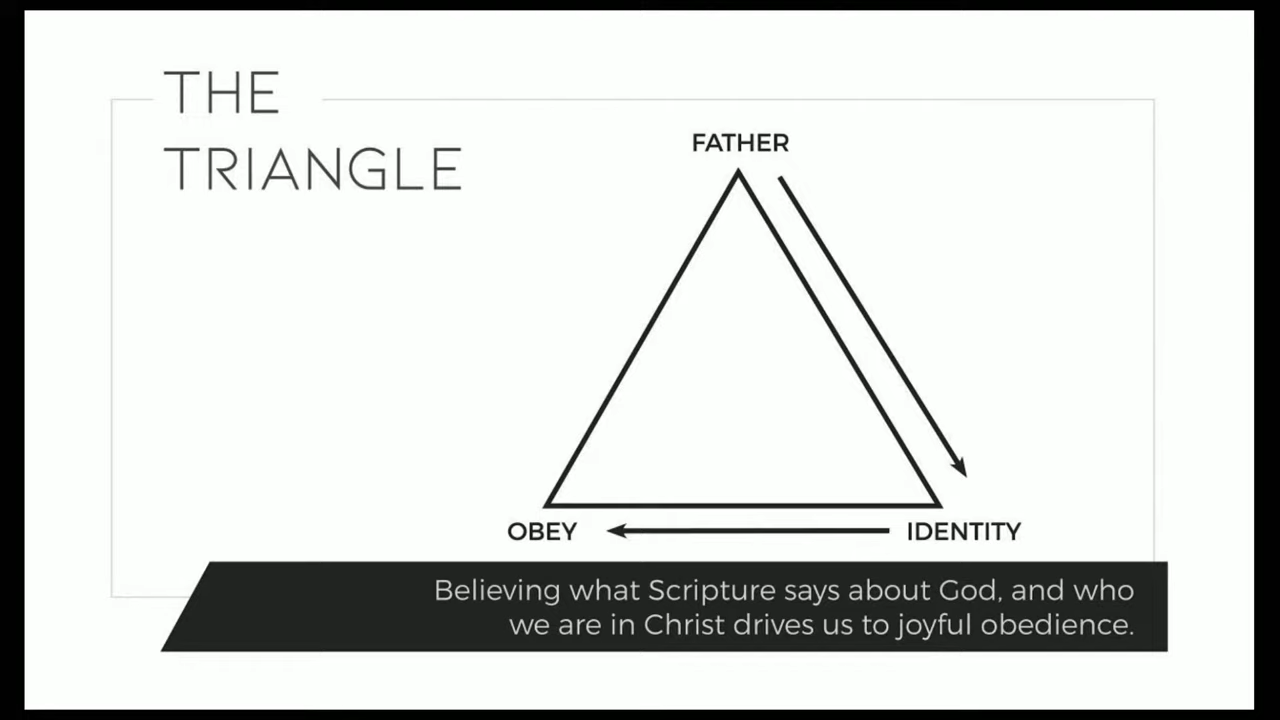 THE
TRIANGLE
FATHER
OBEY
IDENTITY
Believing what Scripture says about God, and who
we are in Christ drives us to joyful obedience.